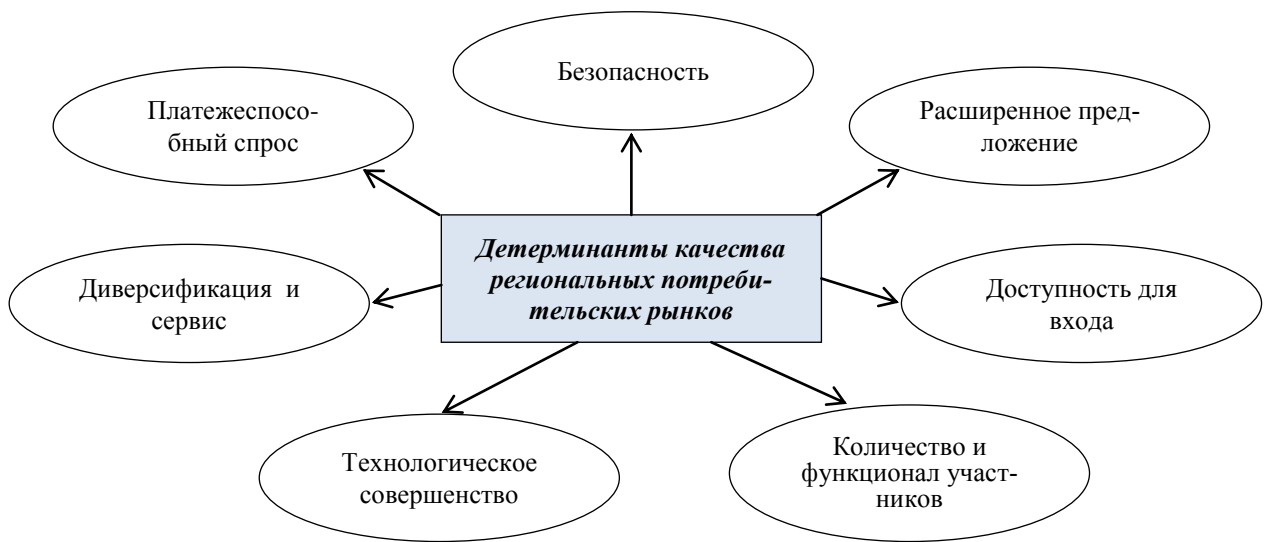 Безопасность
Платежеспосо-
бный спрос
Расширенное пред-
ложение
Детерминанты качества
региональных потреби-
тельских рынков
Диверсификация и
сервис
Доступность для
входа
Технологическое
совершенство
Количество и
функционал участ-
ников